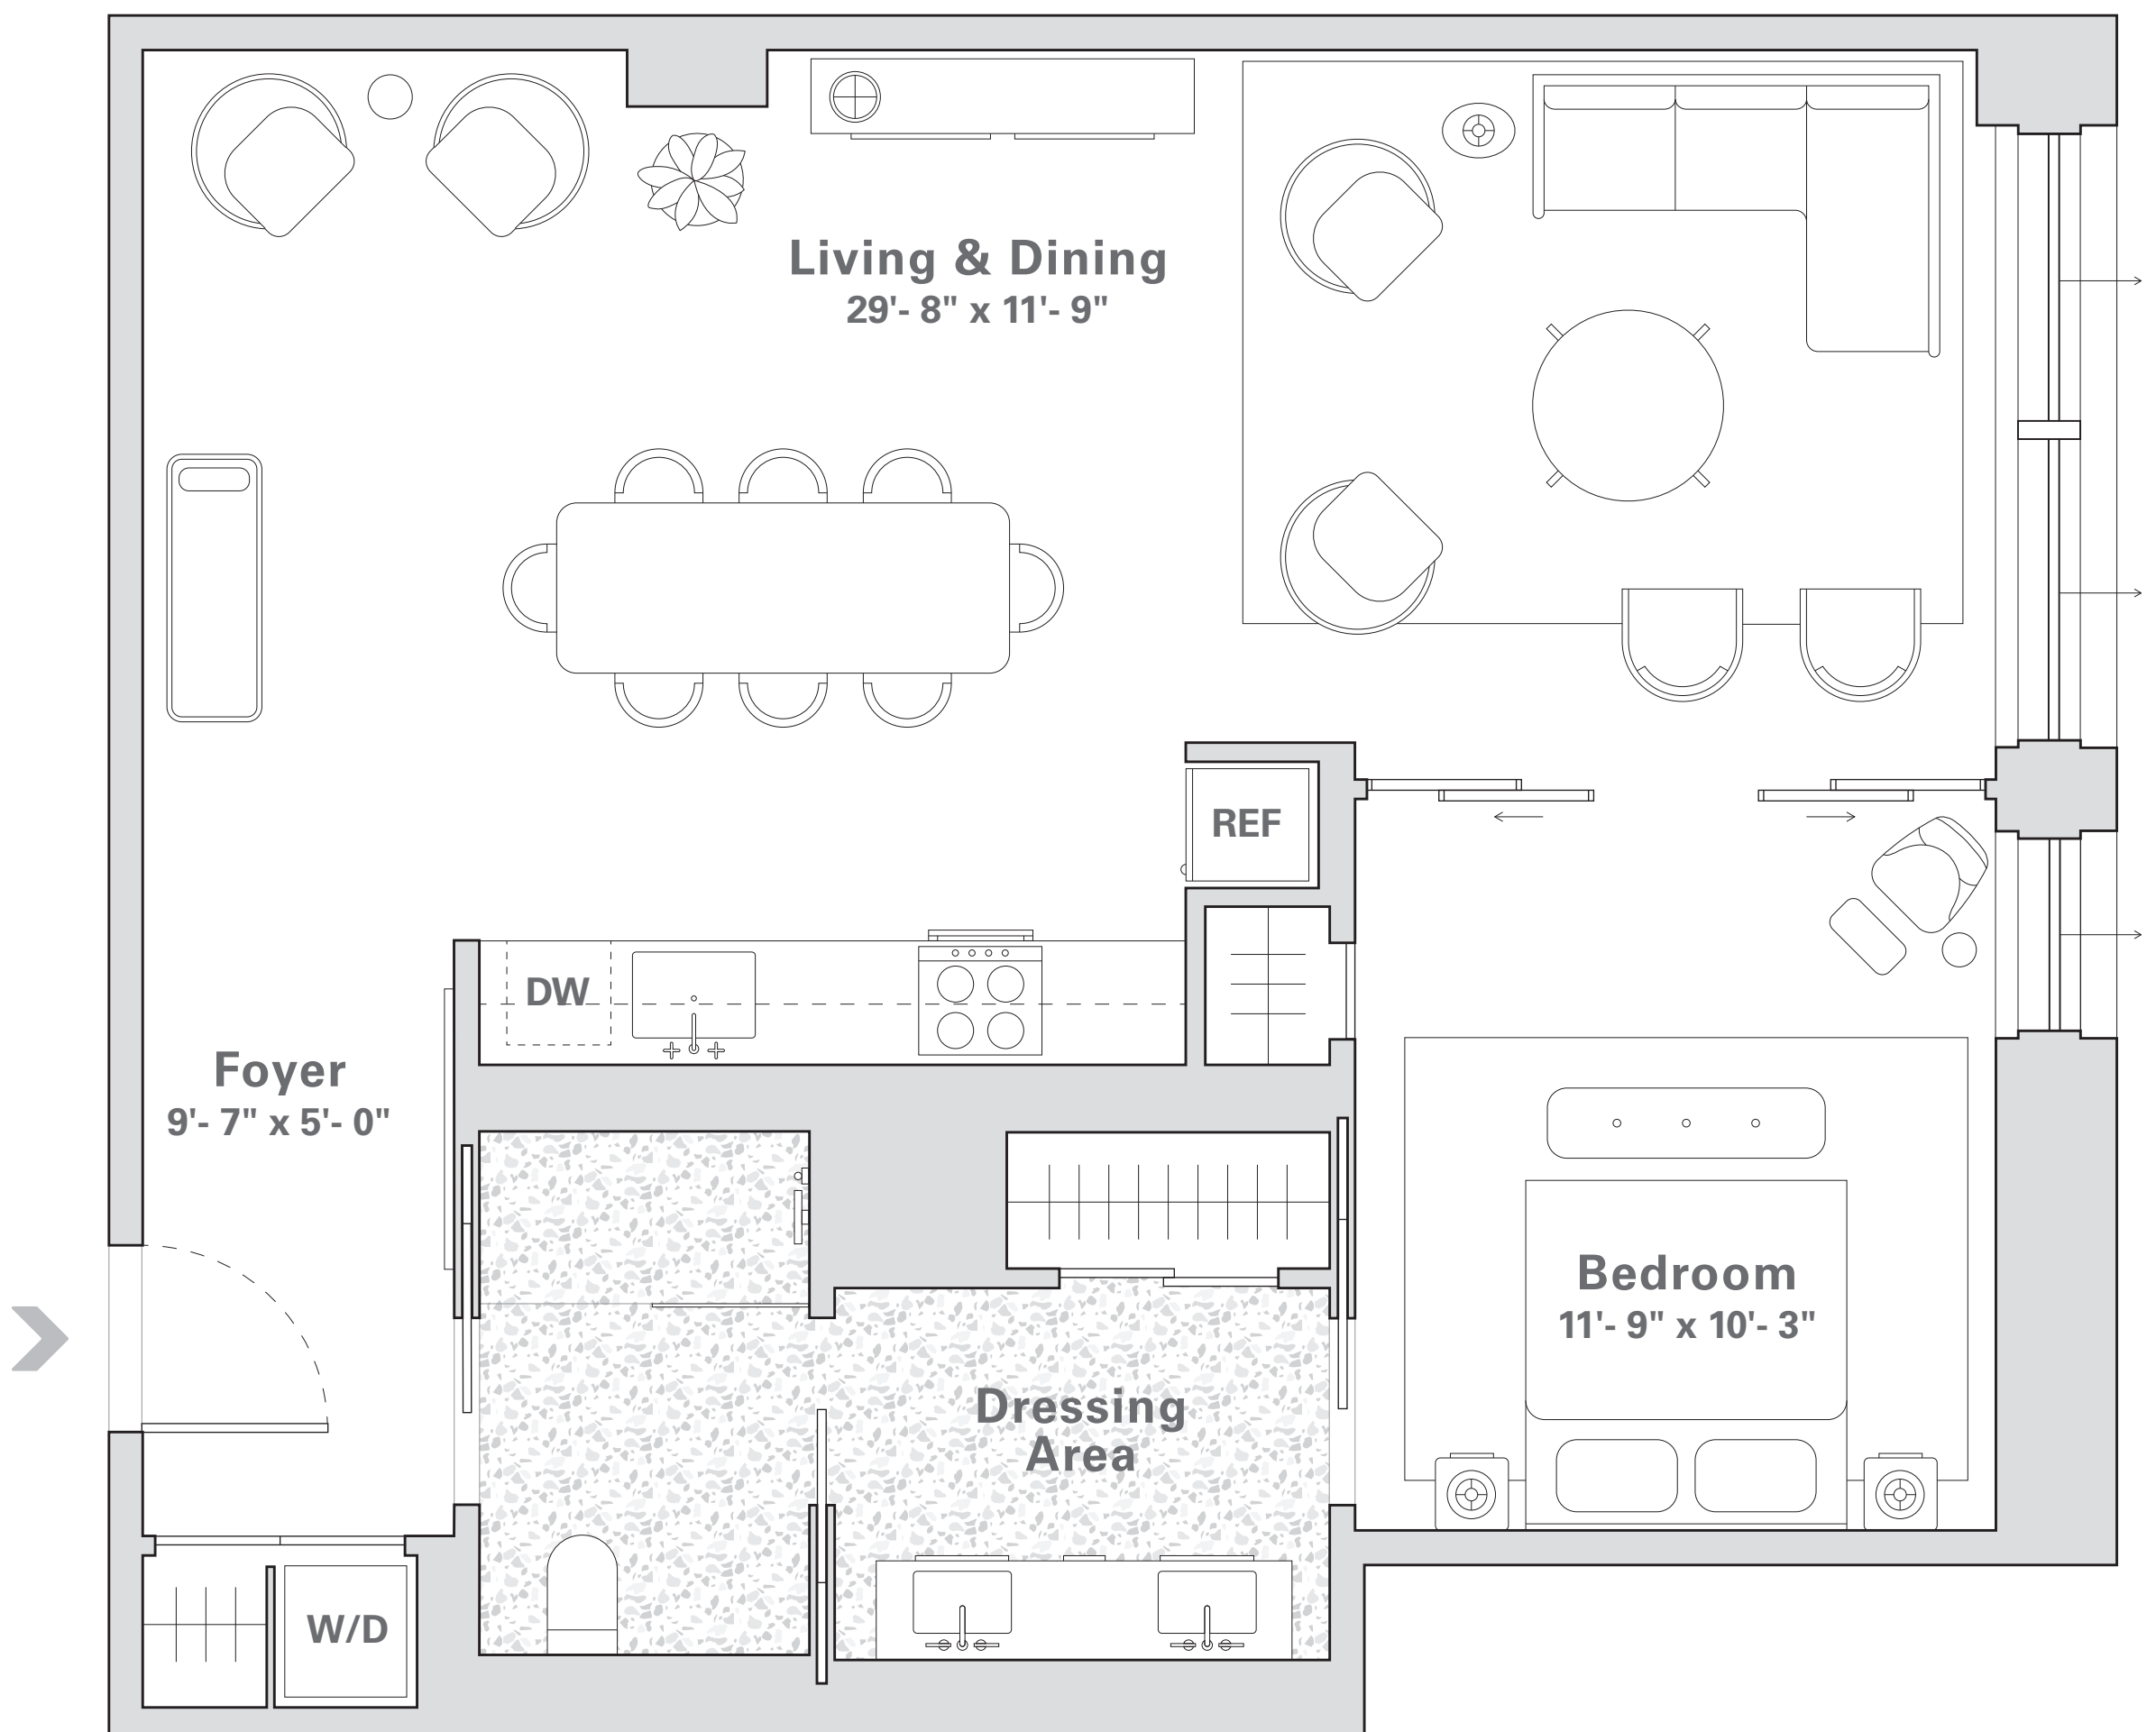 Living & Dining
29'- 8" x 11'- 9"
REF
DW
Foyer
9'- 7" x 5'- 0"
Bedroom
11'- 9" x 10'- 3"
Dressing
Area
W/D